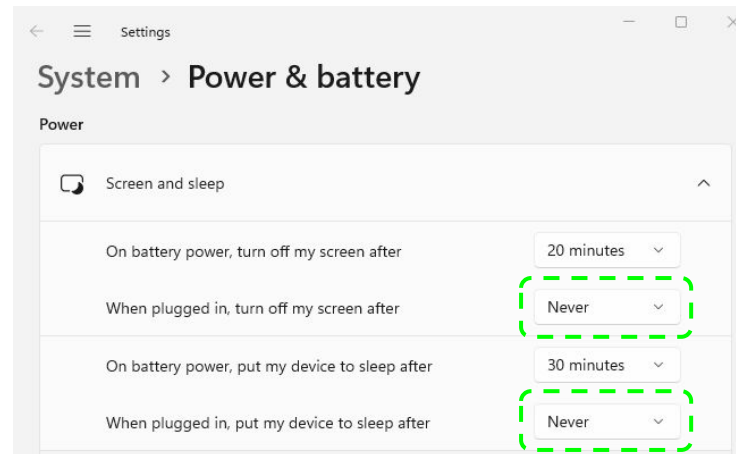 Settings
System > Power & battery
Power
Screen and sleep
On battery power, turn off my screen after 20 minutes
When plugged in, turn off my screen after Never
On battery power, put my device to sleep after 30 minutes
When plugged in, put my device to sleep after Never